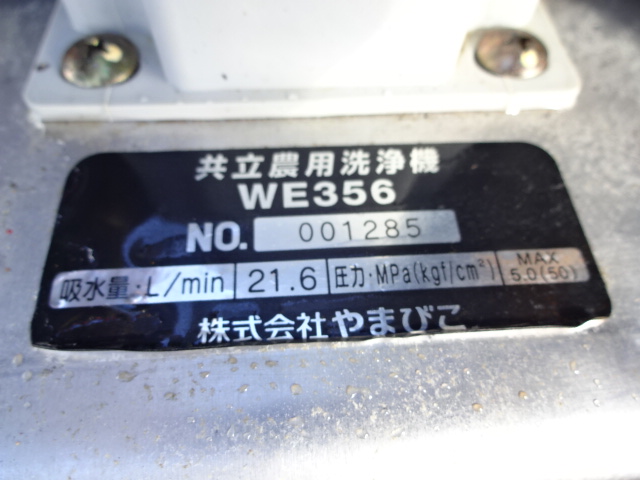 共立農用洗浄機
WE356
NO. 001285
吸水量·L/min 21.6 圧力·MPa(kgf/cm²) MAX 5.0(50)
株式会社やまびこ